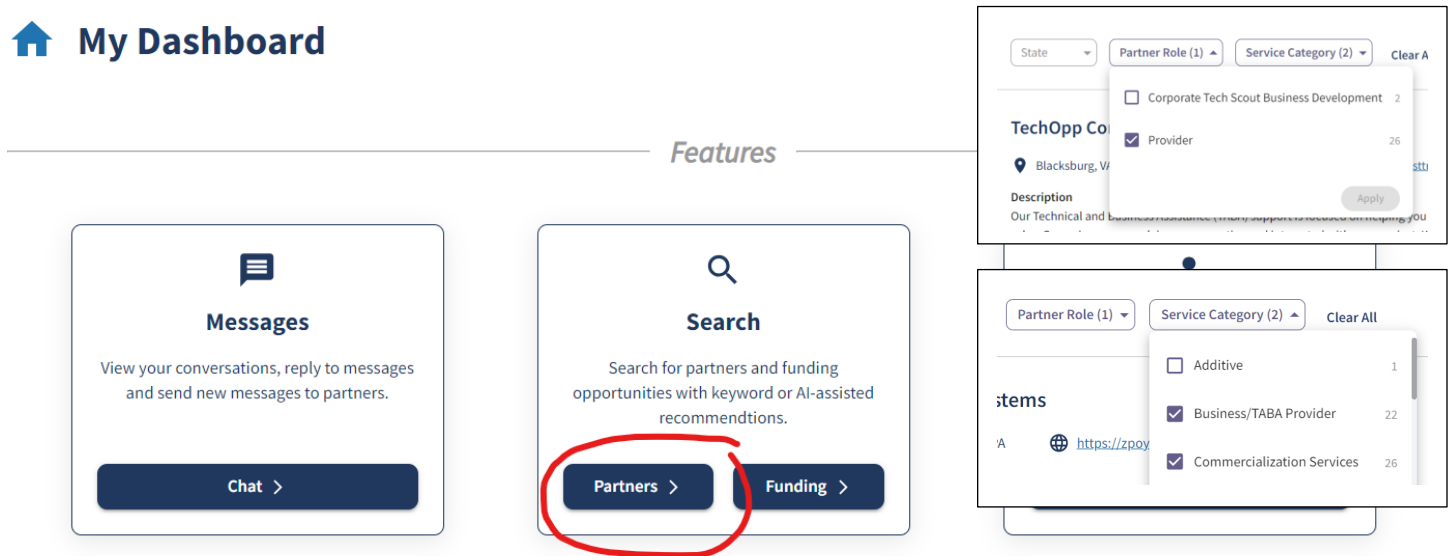 My Dashboard
Features
Messages
View your conversations, reply to messages
and send new messages to partners.
Chat >
Search
Search for partners and funding
opportunities with keyword or AI-assisted
recommendtions.
Partners >
Funding >
State
Partner Role (1)
Service Category (2)
Clear A
Corporate Tech Scout Business Development 2
Provider 26
Apply
TechOpp Co
Blacksburg, VA
Description
Our Technical and Business Assistance (TABA) support is focused on helping you
Partner Role (1)
Service Category (2)
Clear All
Additive 1
Business/TABA Provider 22
Commercialization Services 26
stems
https://zpoy